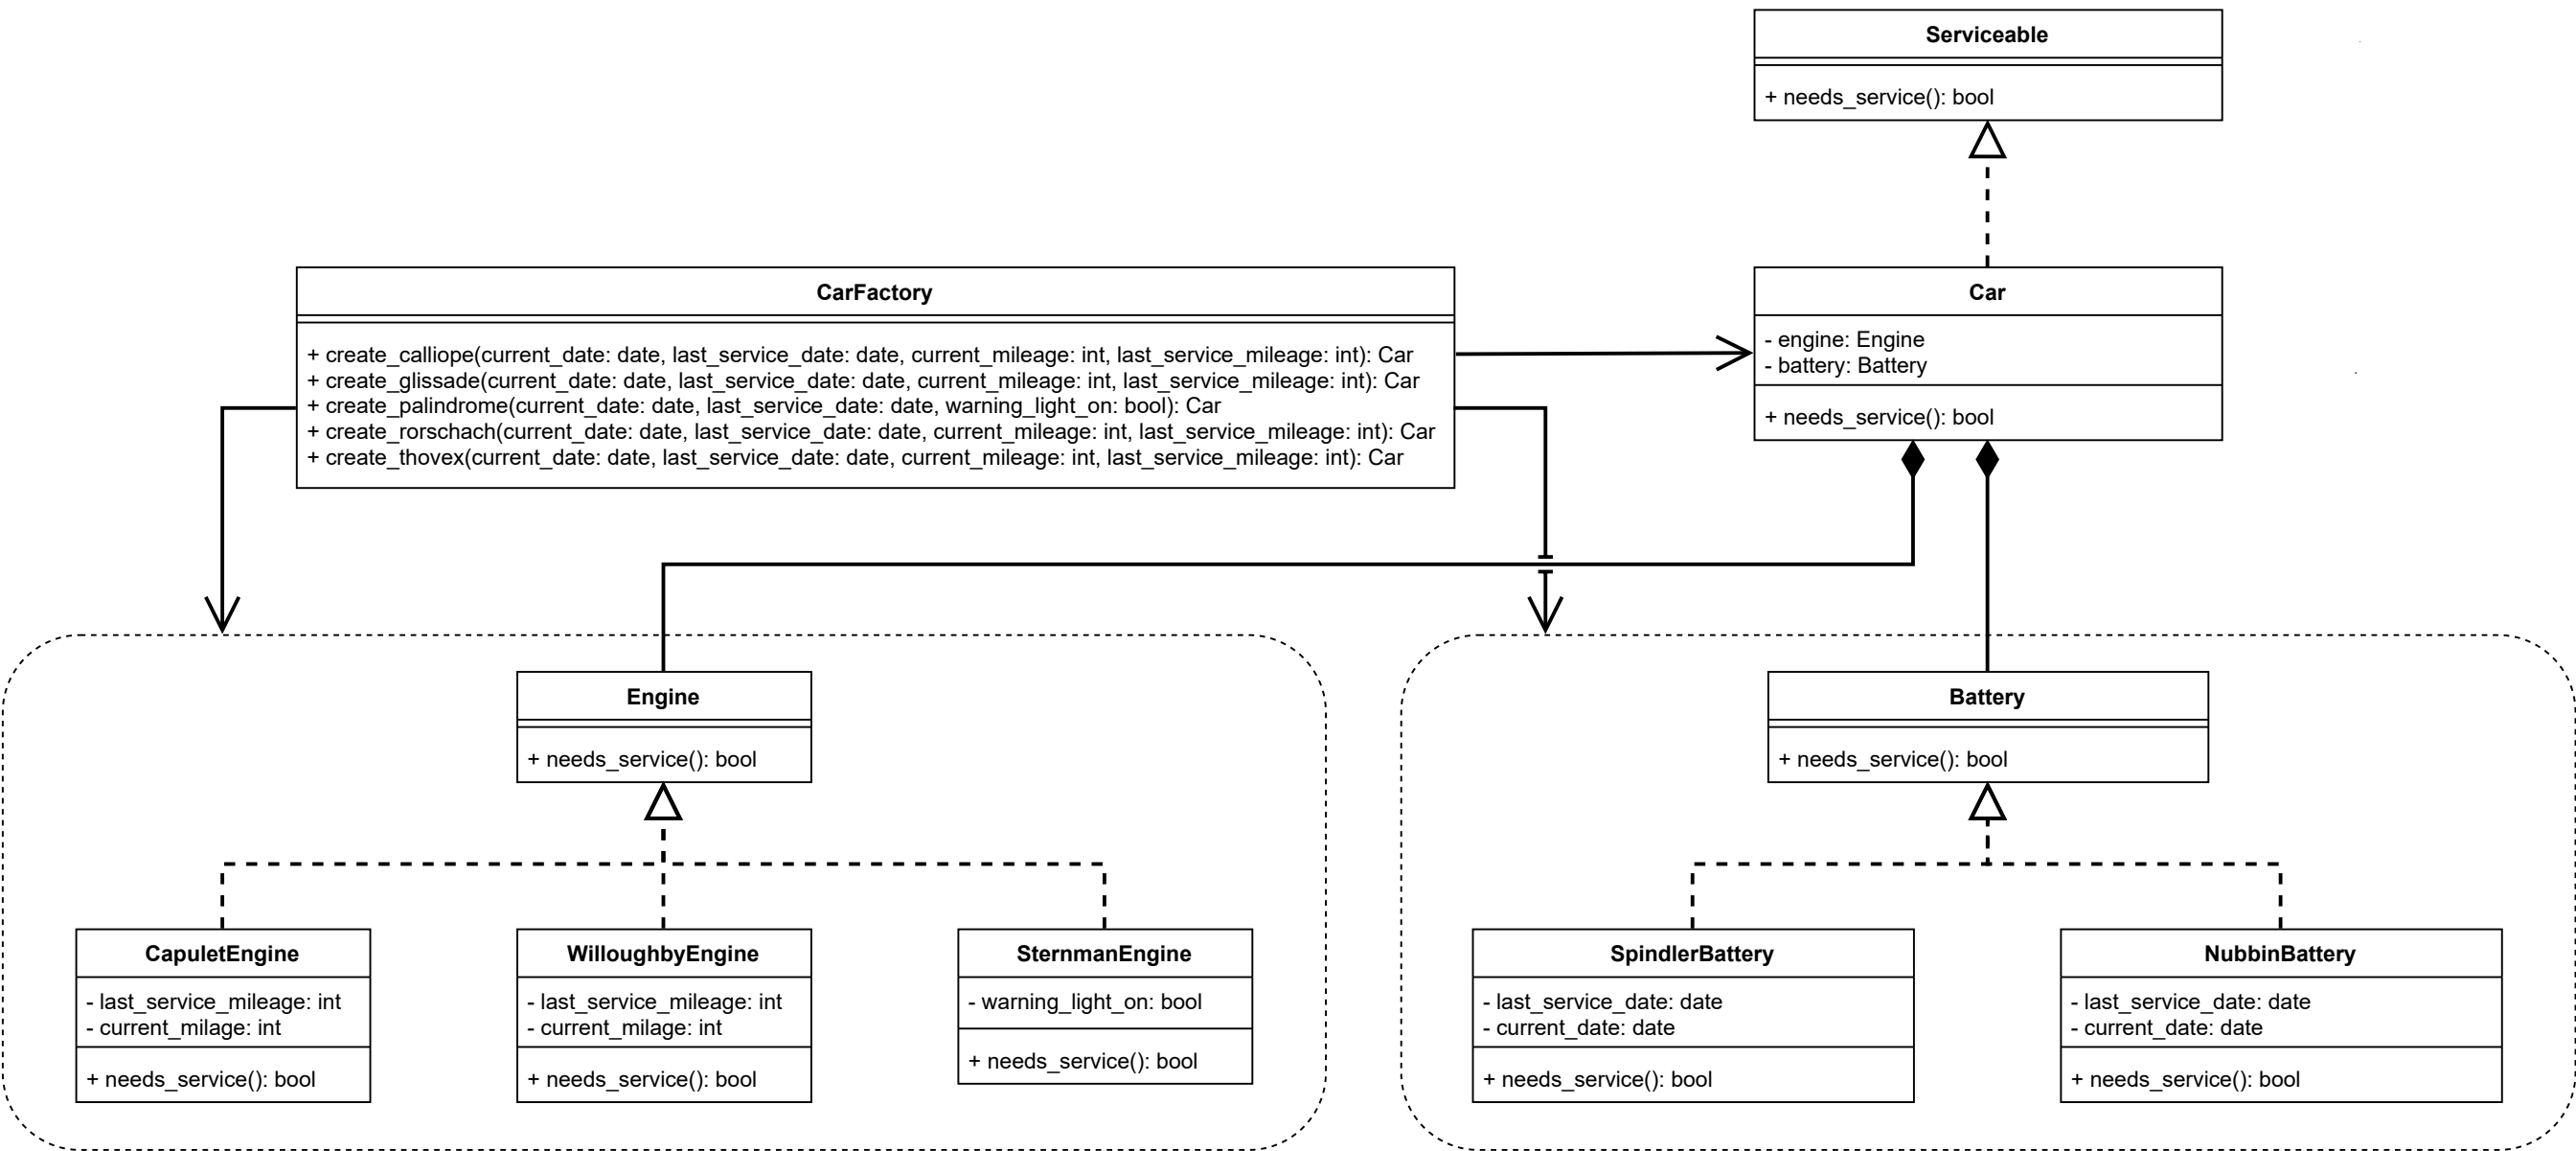 Serviceable
+ needs_service(): bool
CarFactory
+ create_calliope(current_date: date, last_service_date: date, current_mileage: int, last_service_mileage: int): Car
+ create_glissade(current_date: date, last_service_date: date, current_mileage: int, last_service_mileage: int): Car
+ create_palindrome(current_date: date, last_service_date: date, warning_light_on: bool): Car
+ create_rorschach(current_date: date, last_service_date: date, current_mileage: int, last_service_mileage: int): Car
+ create_thovex(current_date: date, last_service_date: date, current_mileage: int, last_service_mileage: int): Car
Car
- engine: Engine
- battery: Battery
+ needs_service(): bool
Engine
+ needs_service(): bool
Battery
+ needs_service(): bool
CapuletEngine
- last_service_mileage: int
- current_milage: int
+ needs_service(): bool
WilloughbyEngine
- last_service_mileage: int
- current_milage: int
+ needs_service(): bool
SternmanEngine
- warning_light_on: bool
+ needs_service(): bool
SpindlerBattery
- last_service_date: date
- current_date: date
+ needs_service(): bool
NubbinBattery
- last_service_date: date
- current_date: date
+ needs_service(): bool